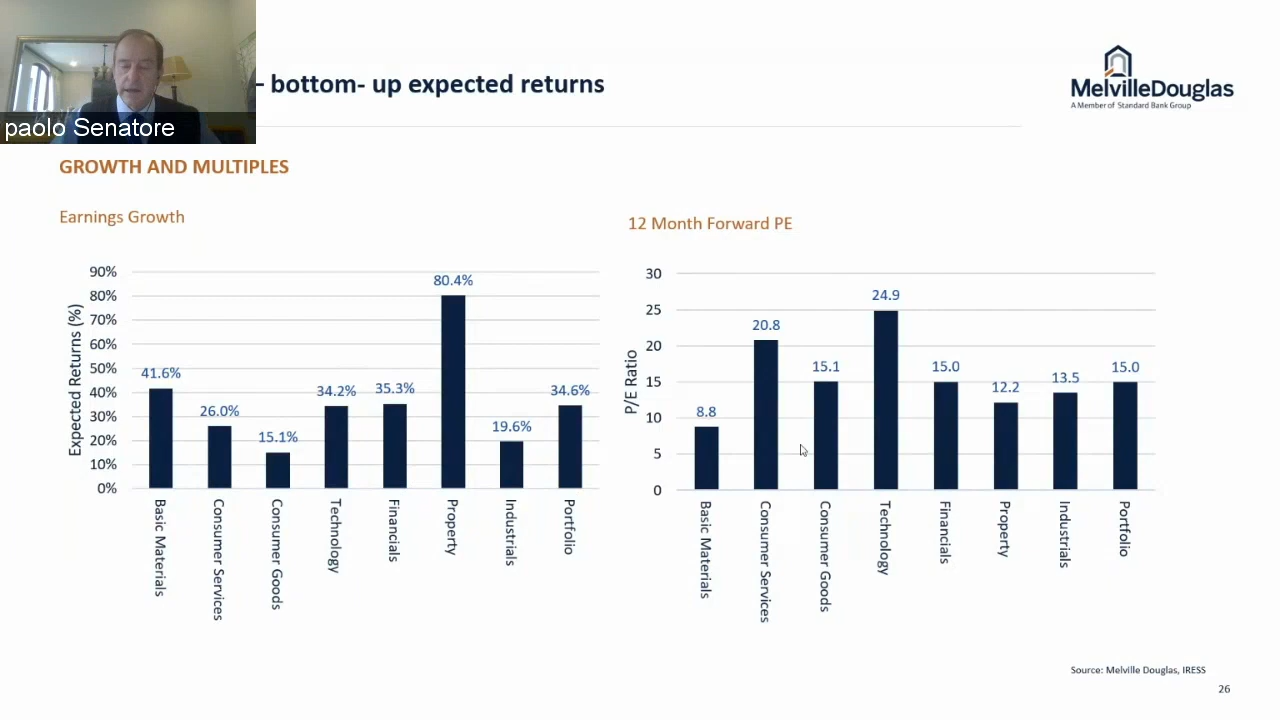 paolo Senatore
– bottom- up expected returns
MelvilleDouglas
A Member of Standard Bank Group
GROWTH AND MULTIPLES
Earnings Growth
Expected Returns (%)
90%
80%
70%
60%
50%
40%
30%
20%
10%
0%
41.6%
26.0%
15.1%
34.2%
35.3%
80.4%
19.6%
34.6%
Basic Materials
Consumer Services
Consumer Goods
Technology
Financials
Property
Industrials
Portfolio
12 Month Forward PE
P/E Ratio
30
25
20
15
10
5
0
8.8
20.8
15.1
24.9
15.0
12.2
13.5
15.0
Basic Materials
Consumer Services
Consumer Goods
Technology
Financials
Property
Industrials
Portfolio
Source: Melville Douglas, IRESS
26